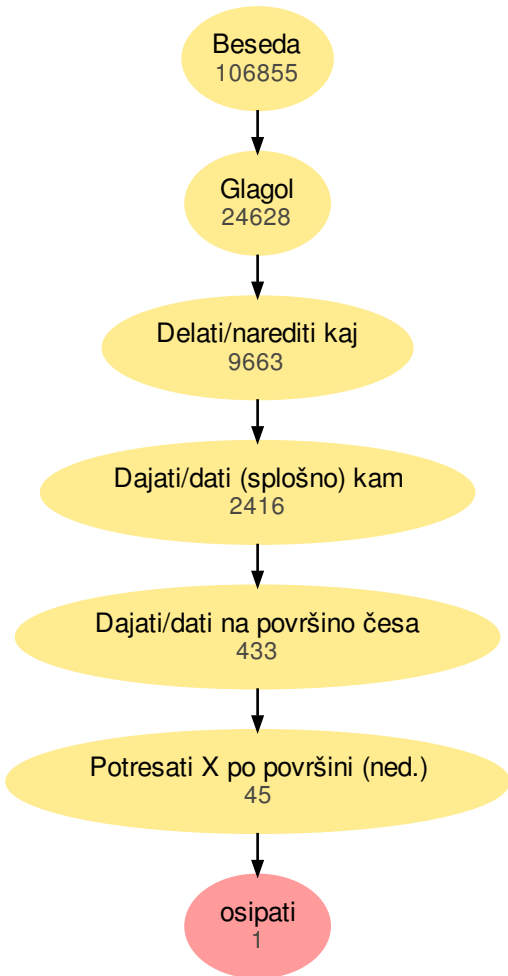 Beseda
106855
Glagol
24628
Delati/narediti kaj
9663
Dajati/dati (splošno) kam
2416
Dajati/dati na površino česa
433
Potresati X po površini (ned.)
45
osipati
1